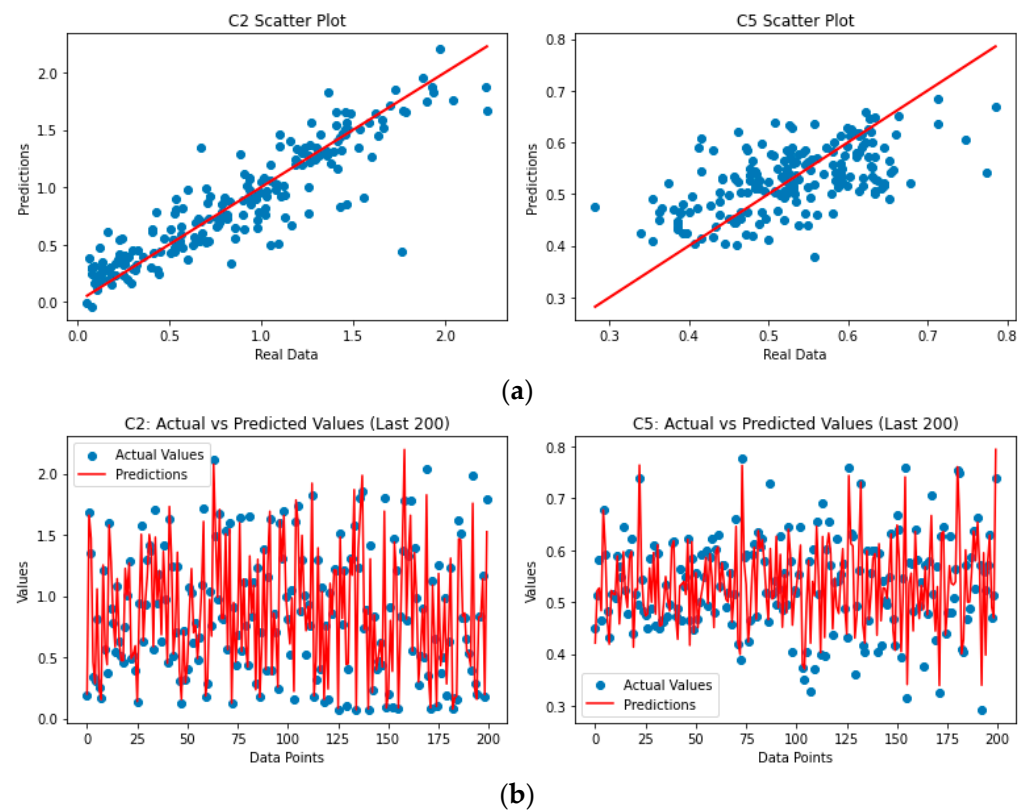 C2 Scatter Plot
2.0
1.5
1.0
0.5
0.0
Predictions
0.0 0.5 1.0 1.5 2.0
Real Data
C5 Scatter Plot
0.8
0.7
0.6
0.5
0.4
0.3
Predictions
0.3 0.4 0.5 0.6 0.7 0.8
Real Data
(a)
C2: Actual vs Predicted Values (Last 200)
Actual Values
Predictions
2.0
1.5
1.0
0.5
0.0
Values
0 25 50 75 100 125 150 175 200
Data Points
C5: Actual vs Predicted Values (Last 200)
0.8
0.7
0.6
0.5
0.4
0.3
Values
Actual Values
Predictions
0 25 50 75 100 125 150 175 200
Data Points
(b)